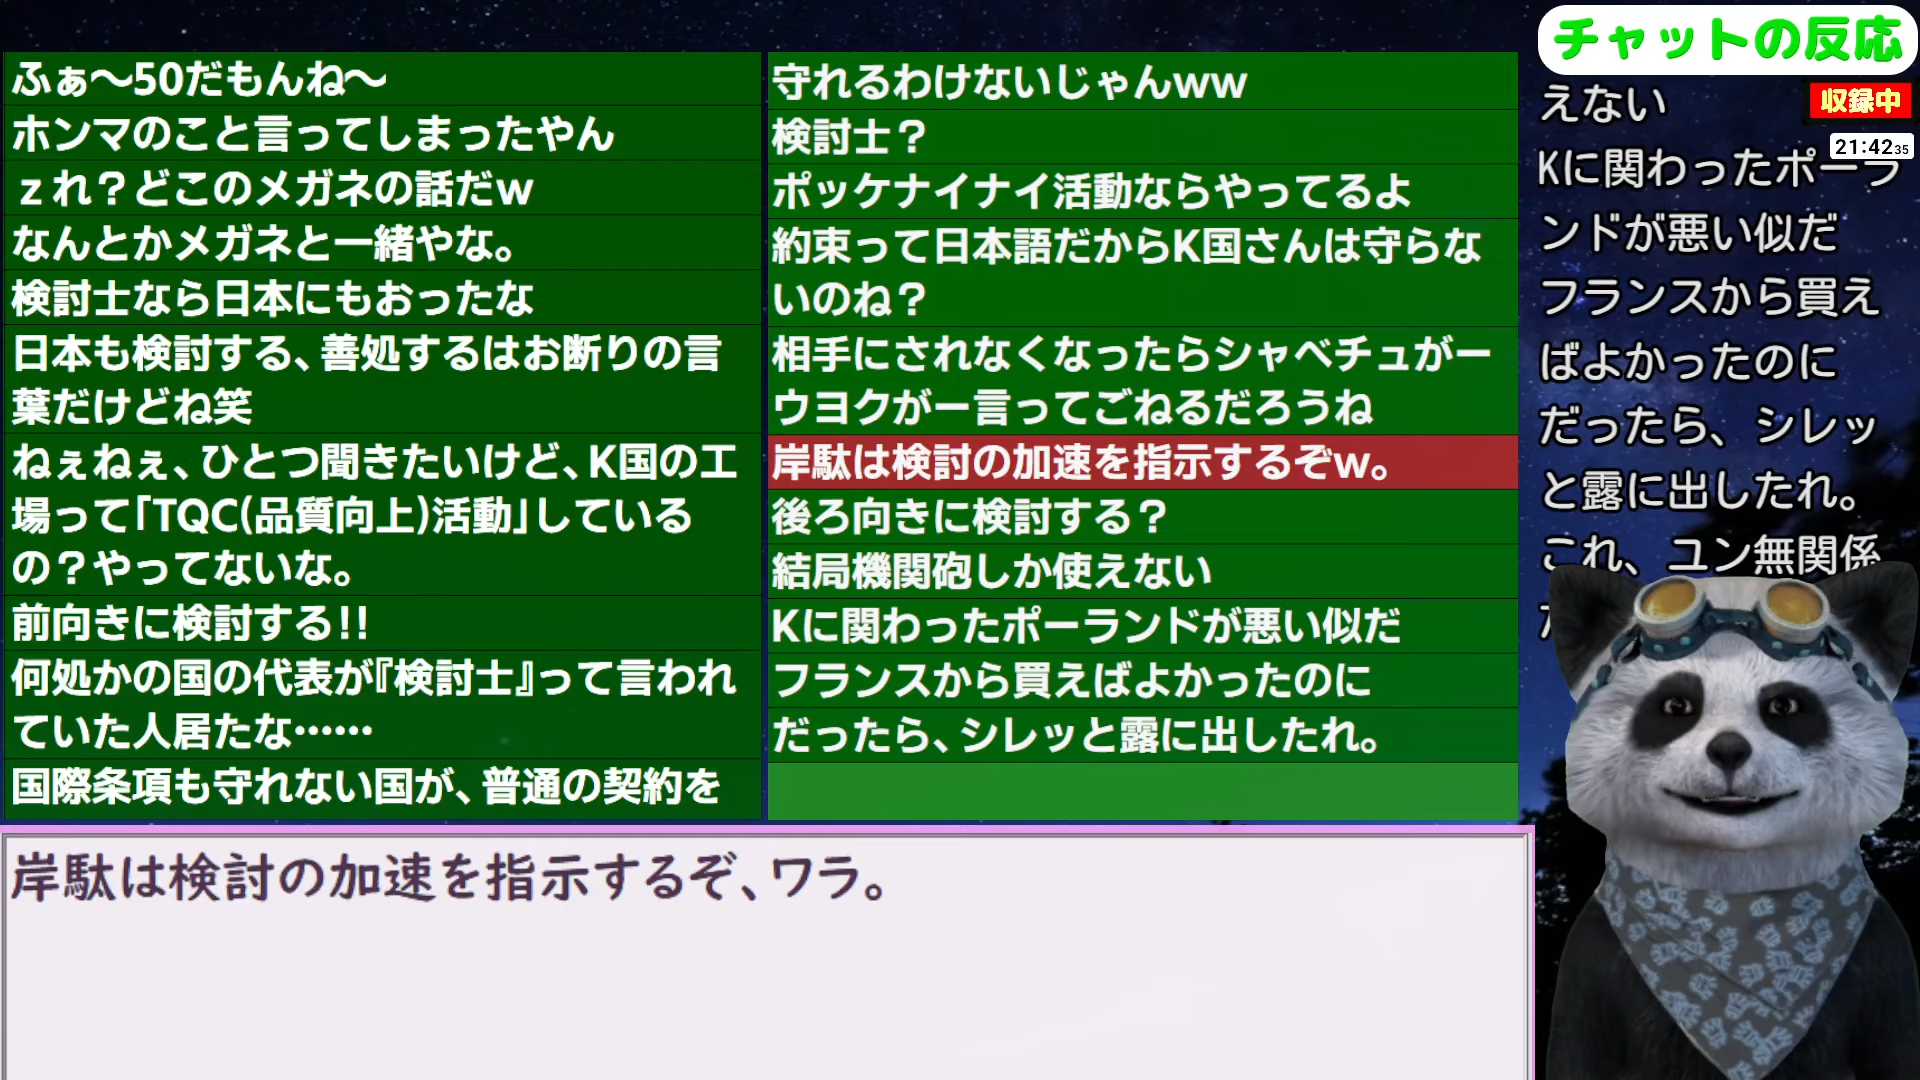 ふぁ～50だもんね～
ホンマのこと言ってしまったやん
ｚれ？どこのメガネの話だw
なんとかメガネと一緒やな。
検討士なら日本にもおったな
日本も検討する、善処するはお断りの言
葉だけどね笑
ねぇねぇ、ひとつ聞きたいけど、K国の工
場って「TQC(品質向上)活動」している
の？やってないな。
前向きに検討する!!
何処かの国の代表が『検討士』って言われ
ていた人居たな……
国際条項も守れない国が、普通の契約を
守れるわけないじゃんww
検討士？
ポッケナイナイ活動ならやってるよ
約束って日本語だからK国さんは守らな
いのね？
相手にされなくなったらシャベチュがー
ウヨクがー言ってごねるだろうね
岸駄は検討の加速を指示するぞw。
後ろ向きに検討する？
結局機関砲しか使えない
Kに関わったポーランドが悪い似だ
フランスから買えばよかったのに
だったら、シレッと露に出したれ。
岸駄は検討の加速を指示するぞ、ワラ。
チャットの反応
収録中
21:42 35
えない
Kに関わったポーラ
ンドが悪い似だ
フランスから買え
ばよかったのに
だったら、シレッ
と露に出したれ。
これ、ユン無関係